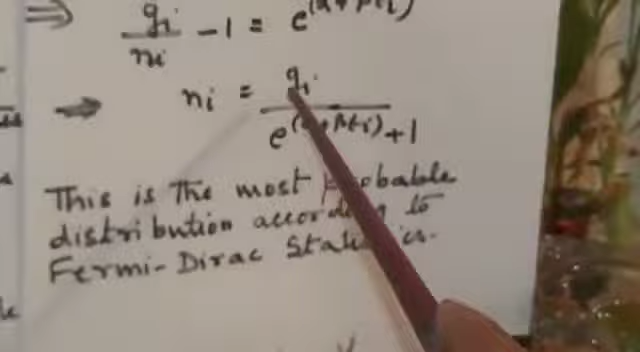 ⇒ gi/ni - 1 = e^(α+βεi)
→ ni = gi / e^(α+βεi) + 1
This is the most probable
distribution according to
Fermi-Dirac Statistics.